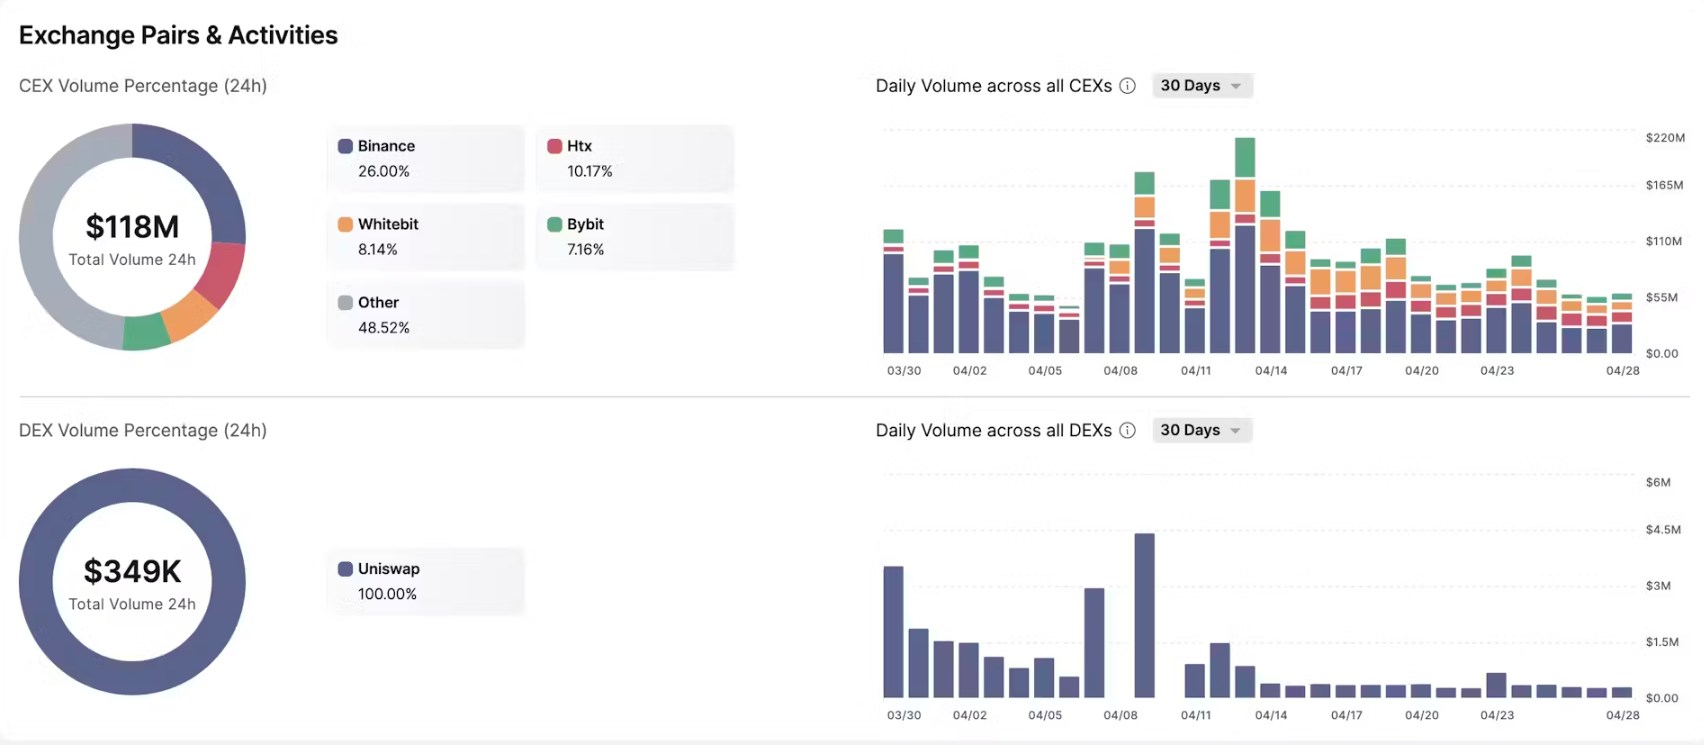 Exchange Pairs & Activities
CEX Volume Percentage (24h)
$118M
Total Volume 24h
Binance
26.00%
Htx
10.17%
Whitebit
8.14%
Bybit
7.16%
Other
48.52%
Daily Volume across all CEXs
30 Days
$220M
$165M
$110M
$55M
$0.00
03/30 04/02 04/05 04/08 04/11 04/14 04/17 04/20 04/23 04/28
DEX Volume Percentage (24h)
$349K
Total Volume 24h
Uniswap
100.00%
Daily Volume across all DEXs
30 Days
$6M
$4.5M
$3M
$1.5M
$0.00
03/30 04/02 04/05 04/08 04/11 04/14 04/17 04/20 04/23 04/28